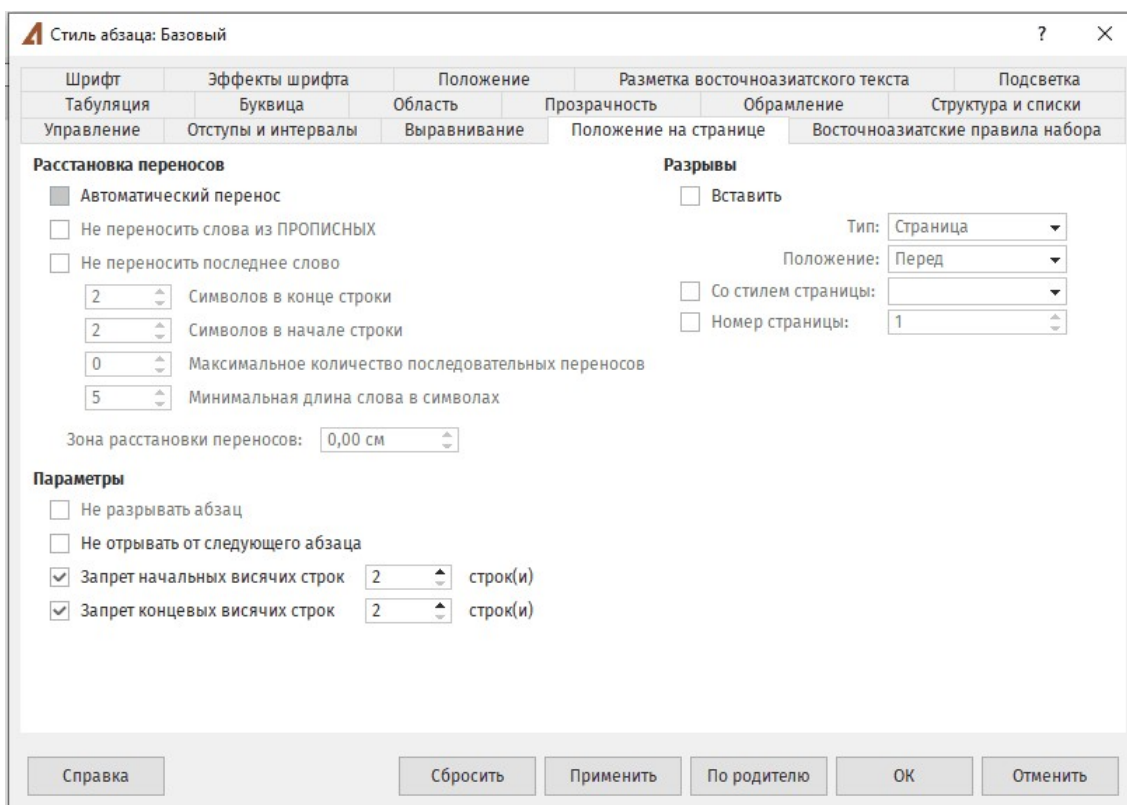 Стиль абзаца: Базовый ?
Шрифт Эффекты шрифта Положение Разметка восточноазиатского текста Подсветка
Табуляция Буквица Область Прозрачность Обрамление Структура и списки
Управление Отступы и интервалы Выравнивание Положение на странице Восточноазиатские правила набора
Расстановка переносов
Автоматический перенос
Не переносить слова из ПРОПИСНЫХ
Не переносить последнее слово
2 Символов в конце строки
2 Символов в начале строки
0 Максимальное количество последовательных переносов
5 Минимальная длина слова в символах
Зона расстановки переносов: 0,00 см
Разрывы
Вставить
Тип: Страница
Положение: Перед
Со стилем страницы:
Номер страницы: 1
Параметры
Не разрывать абзац
Не отрывать от следующего абзаца
Запрет начальных висячих строк 2 строк(и)
Запрет концевых висячих строк 2 строк(и)
Справка Сбросить Применить По родителю ОК Отменить